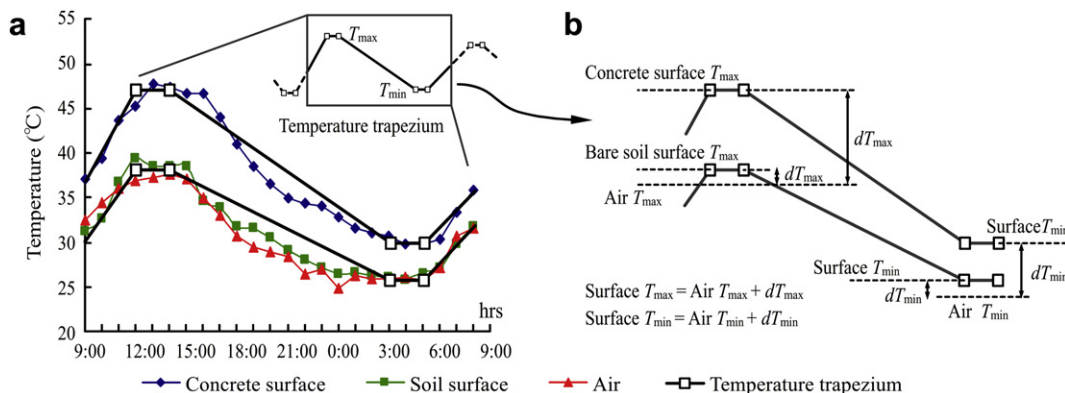 a
Temperature (℃)
55
50
45
40
35
30
25
20
9:00 12:00 15:00 18:00 21:00 0:00 3:00 6:00 9:00
hrs
Tmax
Tmin
Temperature trapezium
Concrete surface
Soil surface
Air
Temperature trapezium
b
Concrete surface Tmax
dTmax
Bare soil surface Tmax
dTmax
Air Tmax
SurfaceTmin
Surface Tmin
dTmin
dTmin
Air Tmin
Surface Tmax = Air Tmax + dTmax
Surface Tmin = Air Tmin + dTmin